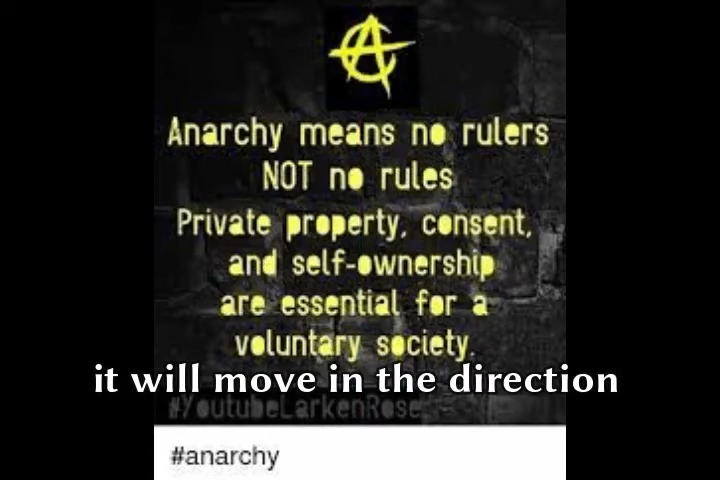 Anarchy means no rulers
NOT no rules
Private property, consent,
and self-ownership
are essential for a
voluntary society.
it will move in the direction
#YoutubeLarkenRose
#anarchy